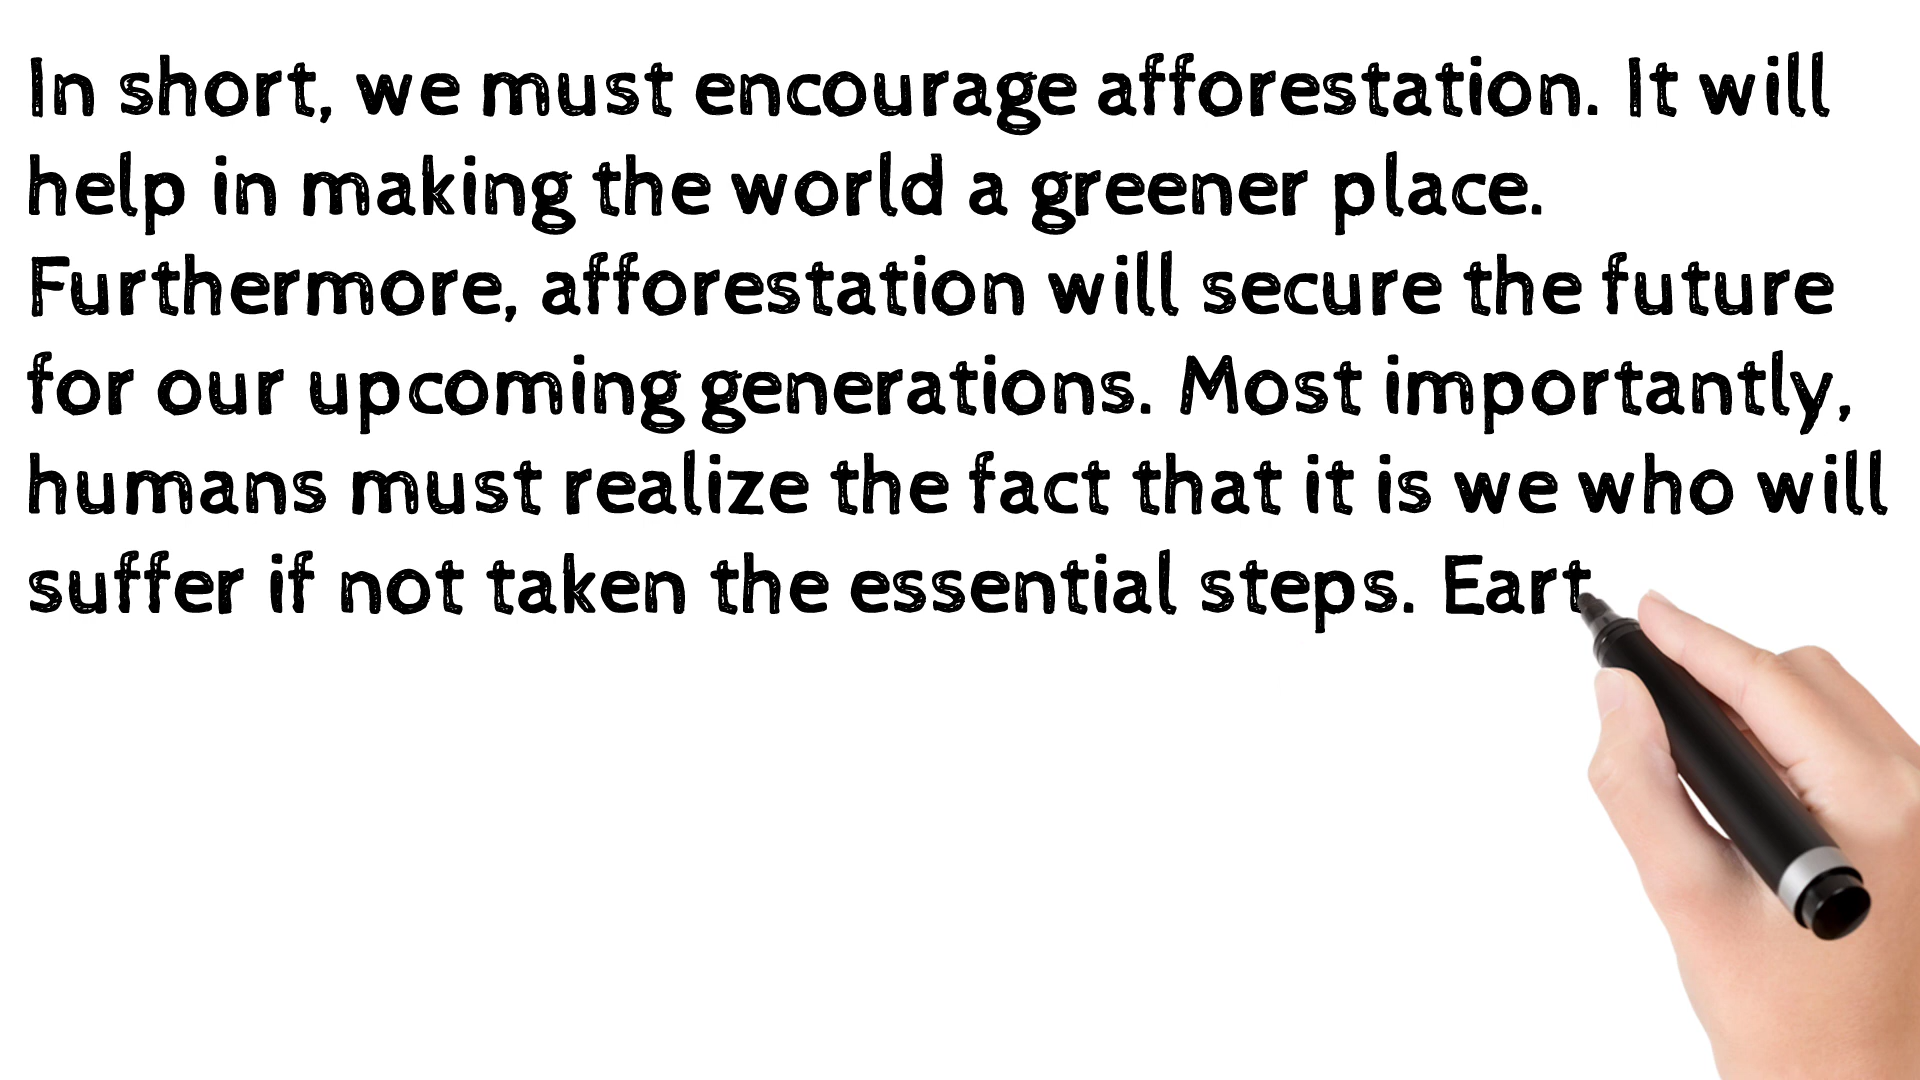 In short, we must encourage afforestation. It will
help in making the world a greener place.
Furthermore, afforestation will secure the future
for our upcoming generations. Most importantly,
humans must realize the fact that it is we who will
suffer if not taken the essential steps. Eart